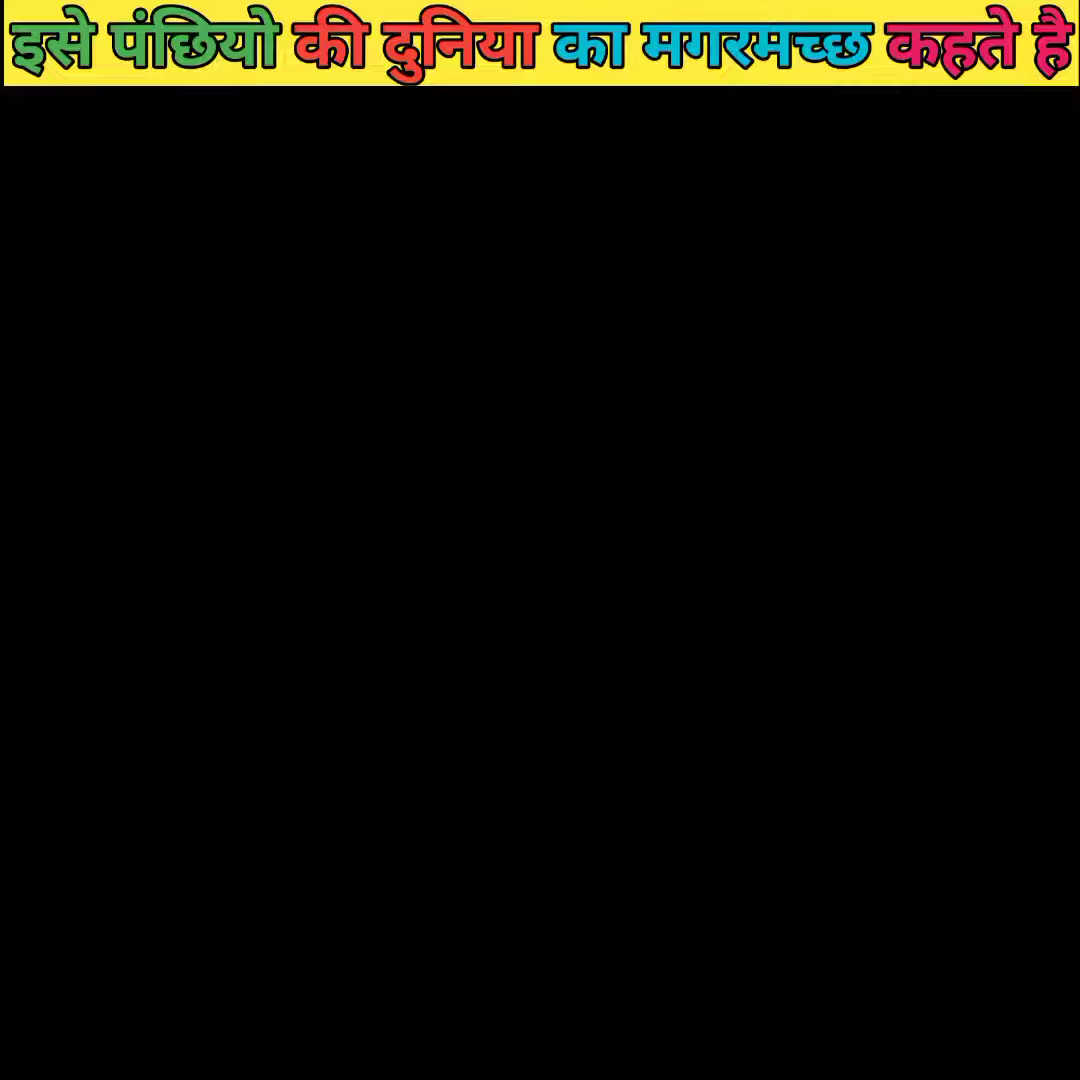 इसे पंछियो की दुनिया का मगरमच्छ कहते है